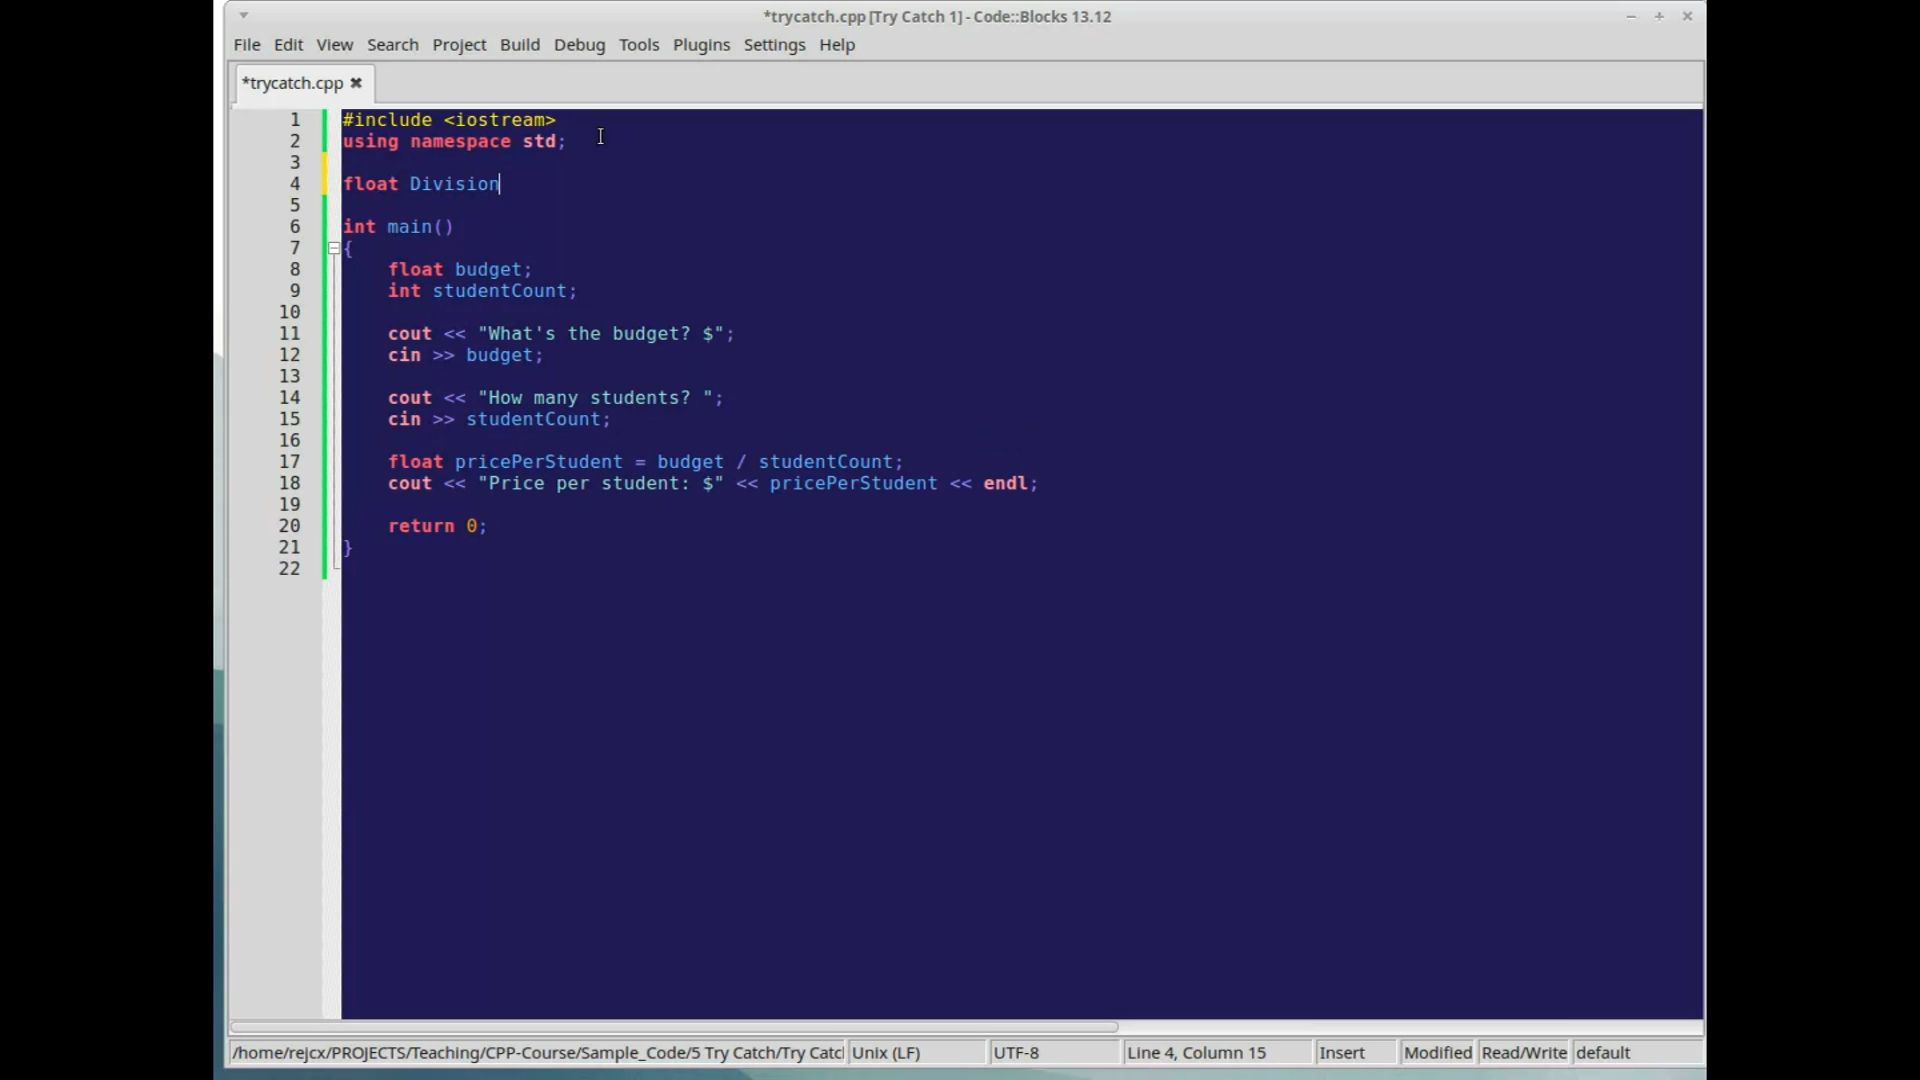 *trycatch.cpp [Try Catch 1] - Code::Blocks 13.12
File Edit View Search Project Build Debug Tools Plugins Settings Help
*trycatch.cpp
1 #include <iostream>
2 using namespace std;
3
4 float Division
5
6 int main()
7 {
8     float budget;
9     int studentCount;
10
11     cout << "What's the budget? $";
12     cin >> budget;
13
14     cout << "How many students? ";
15     cin >> studentCount;
16
17     float pricePerStudent = budget / studentCount;
18     cout << "Price per student: $" << pricePerStudent << endl;
19
20     return 0;
21 }
22
/home/rejcx/PROJECTS/Teaching/CPP-Course/Sample_Code/5 Try Catch/Try Catc Unix (LF) UTF-8 Line 4, Column 15 Insert Modified Read/Write default